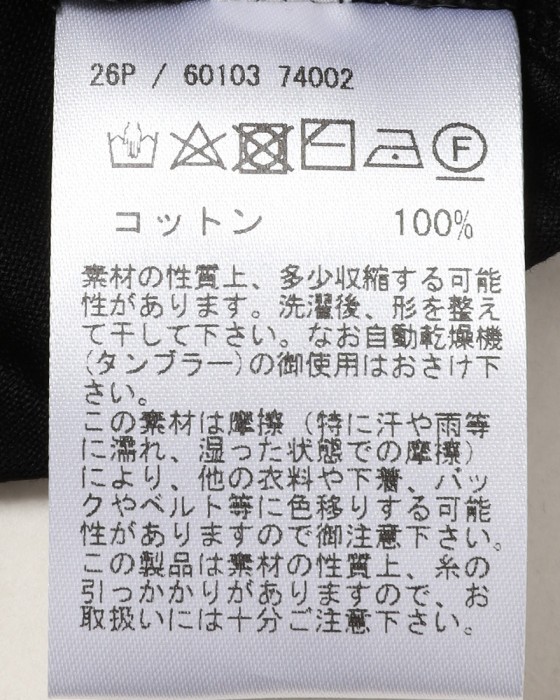 26P / 60103 74002
F
コットン 100%
素材の性質上、多少収縮する可能
性があります。洗濯後、形を整え
て干して下さい。なお自動乾燥機
(タンブラー)の御使用はおさけ下
さい。
この素材は摩擦(特に汗や雨等
に濡れ、湿った状態での摩擦)
により、他の衣料や下着、バッ
クやベルト等に色移りする可能
性がありますので御注意下さい。
この製品は素材の性質上、糸の
引っかかりがありますので、お
取扱いには十分ご注意下さい。